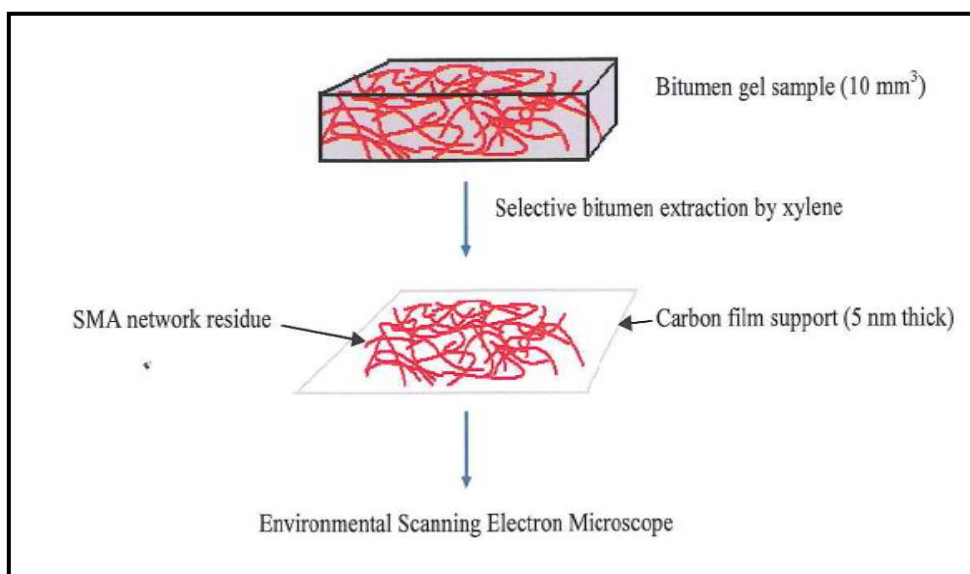 Bitumen gel sample (10 mm³)
Selective bitumen extraction by xylene
SMA network residue
Carbon film support (5 nm thick)
Environmental Scanning Electron Microscope